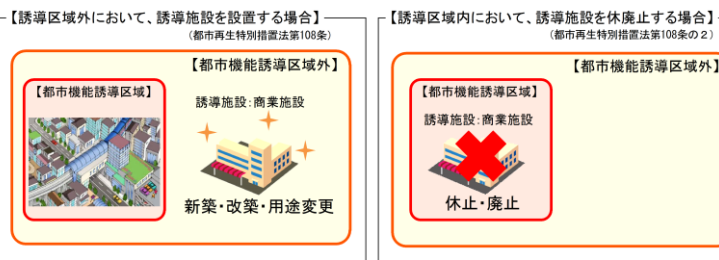 【誘導区域外において、誘導施設を設置する場合】
(都市再生特別措置法第108条)
【都市機能誘導区域外】
【都市機能誘導区域】
誘導施設:商業施設
新築・改築・用途変更
【誘導区域内において、誘導施設を休廃止する場合】
(都市再生特別措置法第108条の2)
【都市機能誘導区域外】
【都市機能誘導区域】
誘導施設:商業施設
休止・廃止